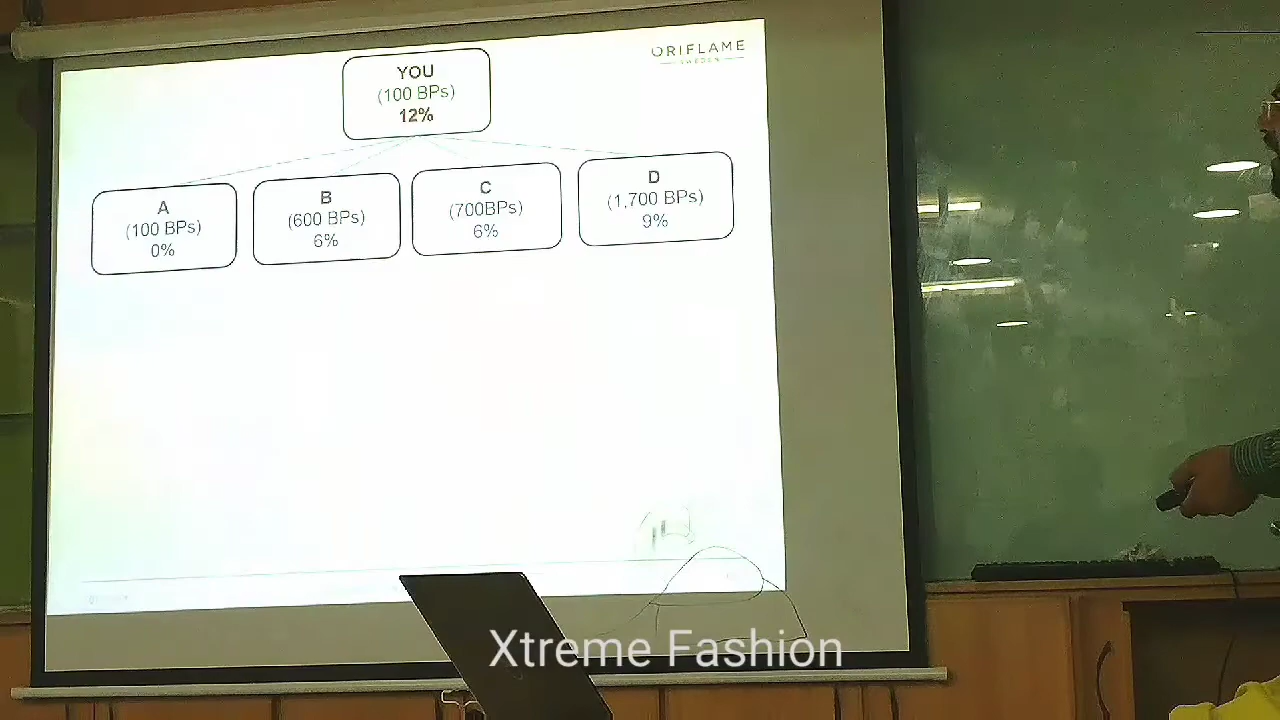 ORIFLAME
SWEDEN
YOU
(100 BPs)
12%
A
(100 BPs)
0%
B
(600 BPs)
6%
C
(700BPs)
6%
D
(1,700 BPs)
9%
Xtreme Fashion